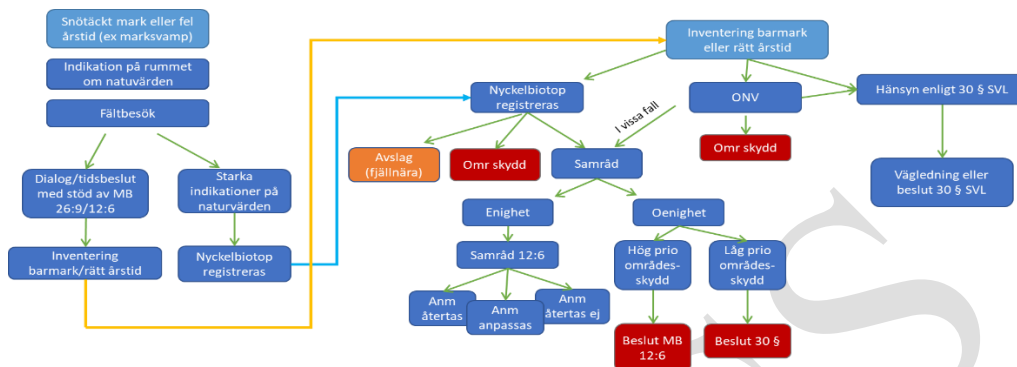 Snötäckt mark eller fel
årstid (ex marksvamp)
Indikation på rummet
om natuvärden
Fältbesök
Dialog/tidsbeslut
med stöd av MB
26:9/12:6
Starka
indikationer på
naturvärden
Inventering
barmark/rätt årstid
Nyckelbiotop
registreras
Inventering barmark
eller rätt årstid
Nyckelbiotop
registreras
ONV
Hänsyn enligt 30 § SVL
I vissa fall
Avslag
(fjällnära)
Omr skydd
Samråd
Omr skydd
Vägledning eller
beslut 30 § SVL
Enighet
Oenighet
Samråd 12:6
Hög prio
områdes-
skydd
Låg prio
områdes-
skydd
Anm
återtas
Anm
anpassas
Anm
återtas ej
Beslut MB
12:6
Beslut 30 §